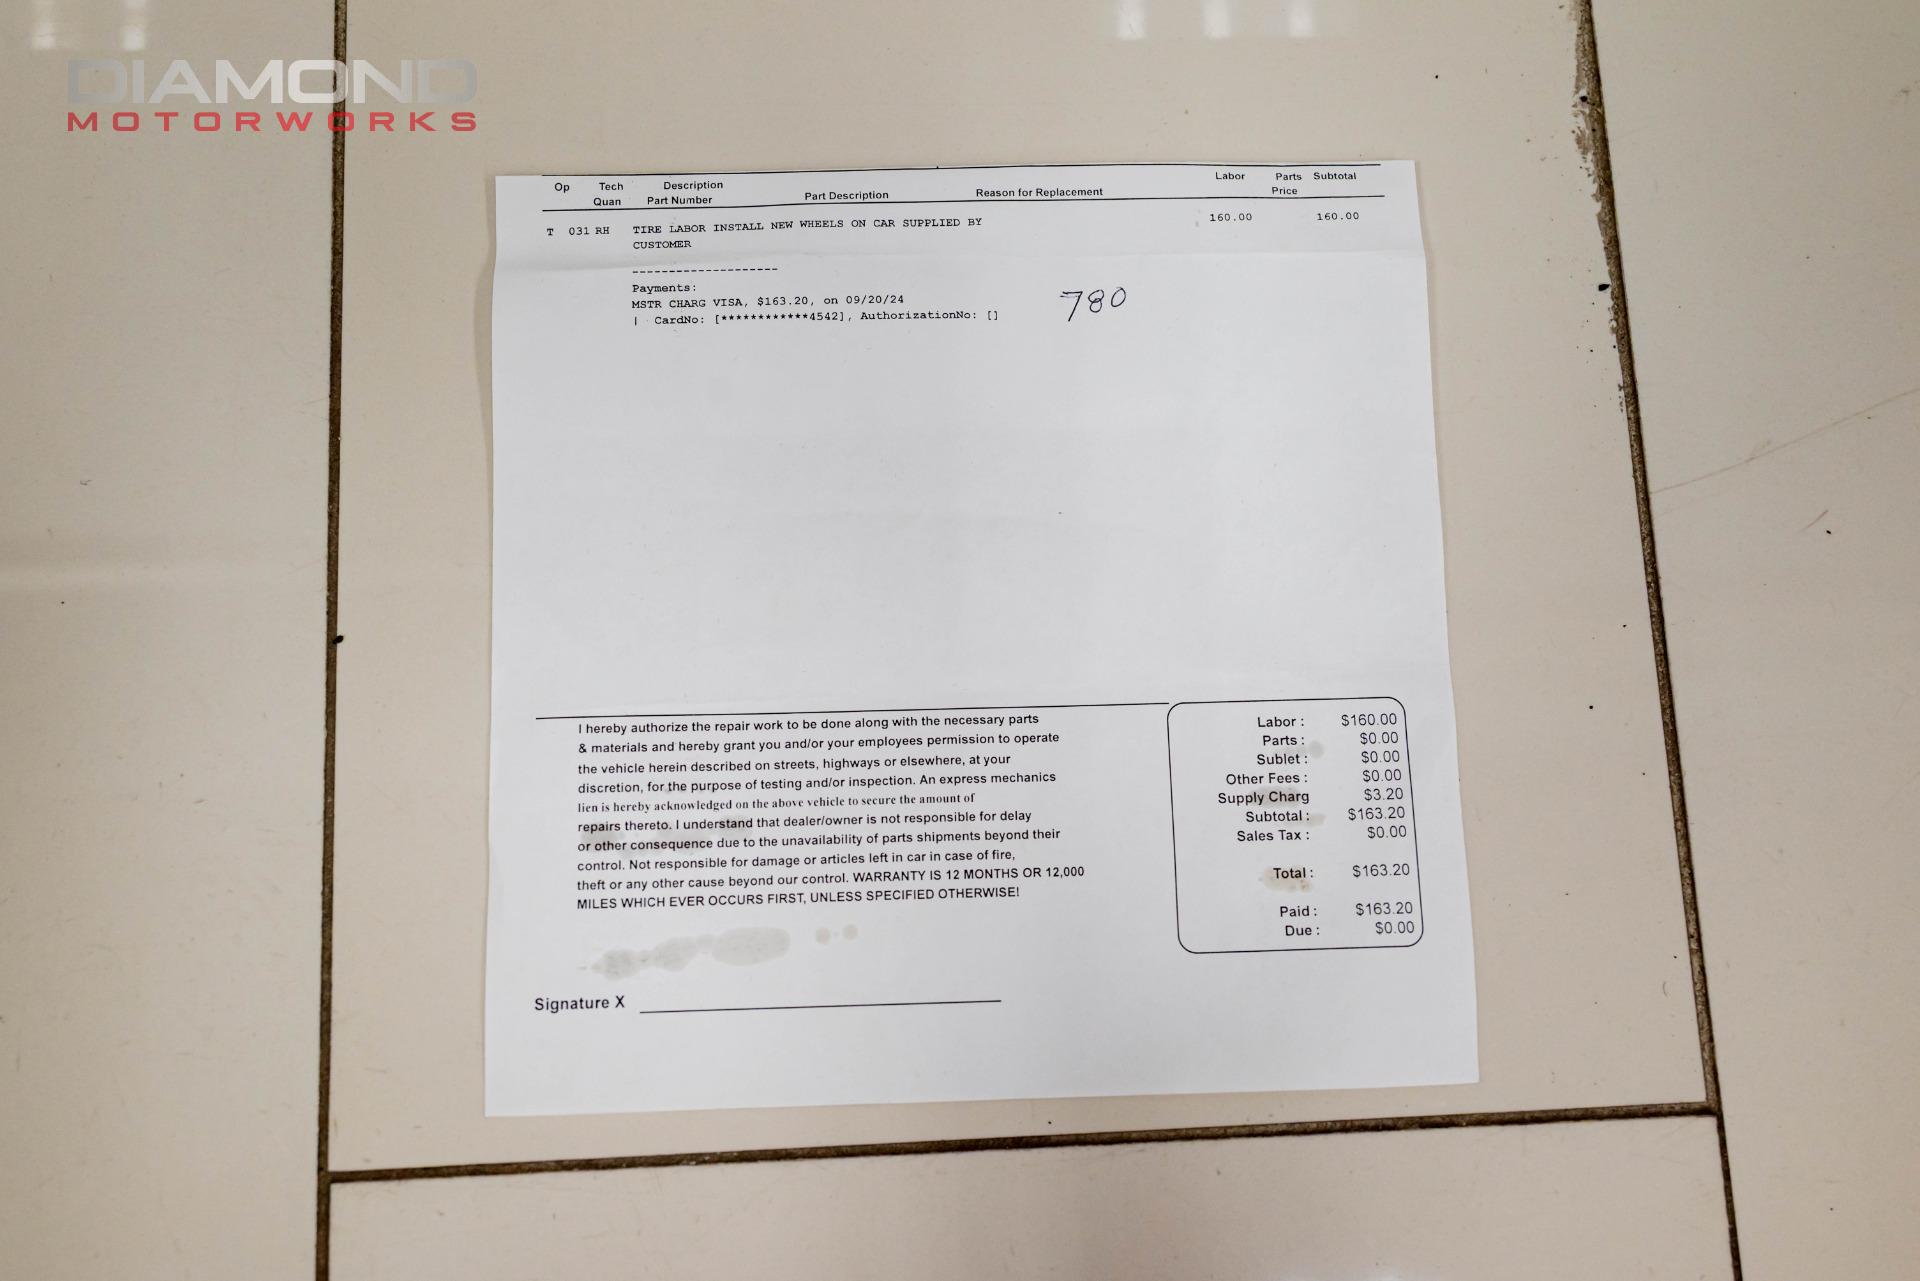 DIAMOND
MOTORWORKS
Op Tech Description Labor Parts Subtotal
Quan Part Number Part Description Reason for Replacement Price
T 031 RH TIRE LABOR INSTALL NEW WHEELS ON CAR SUPPLIED BY 160.00 160.00
CUSTOMER
--------------------
Payments:
MSTR CHARG VISA, $163.20, on 09/20/24
| CardNo: [************4542], AuthorizationNo: []
780
I hereby authorize the repair work to be done along with the necessary parts
& materials and hereby grant you and/or your employees permission to operate
the vehicle herein described on streets, highways or elsewhere, at your
discretion, for the purpose of testing and/or inspection. An express mechanics
lien is hereby acknowledged on the above vehicle to secure the amount of
repairs thereto. I understand that dealer/owner is not responsible for delay
or other consequence due to the unavailability of parts shipments beyond their
control. Not responsible for damage or articles left in car in case of fire,
theft or any other cause beyond our control. WARRANTY IS 12 MONTHS OR 12,000
MILES WHICH EVER OCCURS FIRST, UNLESS SPECIFIED OTHERWISE!
Labor : $160.00
Parts : $0.00
Sublet : $0.00
Other Fees : $0.00
Supply Charg $3.20
Subtotal : $163.20
Sales Tax : $0.00
Total : $163.20
Paid : $163.20
Due : $0.00
Signature X